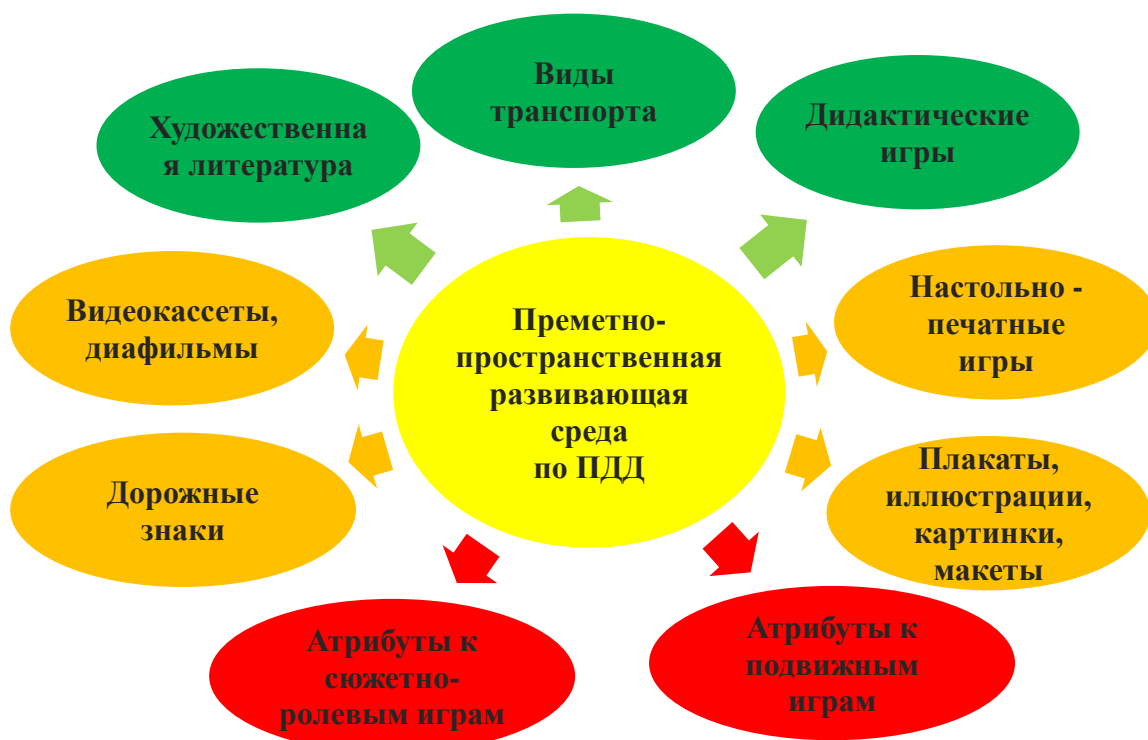 Виды
транспорта
Художественна
я литература
Дидактические
игры
Видеокассеты,
диафильмы
Преметно-
пространственная
развивающая
среда
по ПДД
Настольно -
печатные
игры
Дорожные
знаки
Плакаты,
иллюстрации,
картинки,
макеты
Атрибуты к
сюжетно-
ролевым играм
Атрибуты к
подвижным
играм